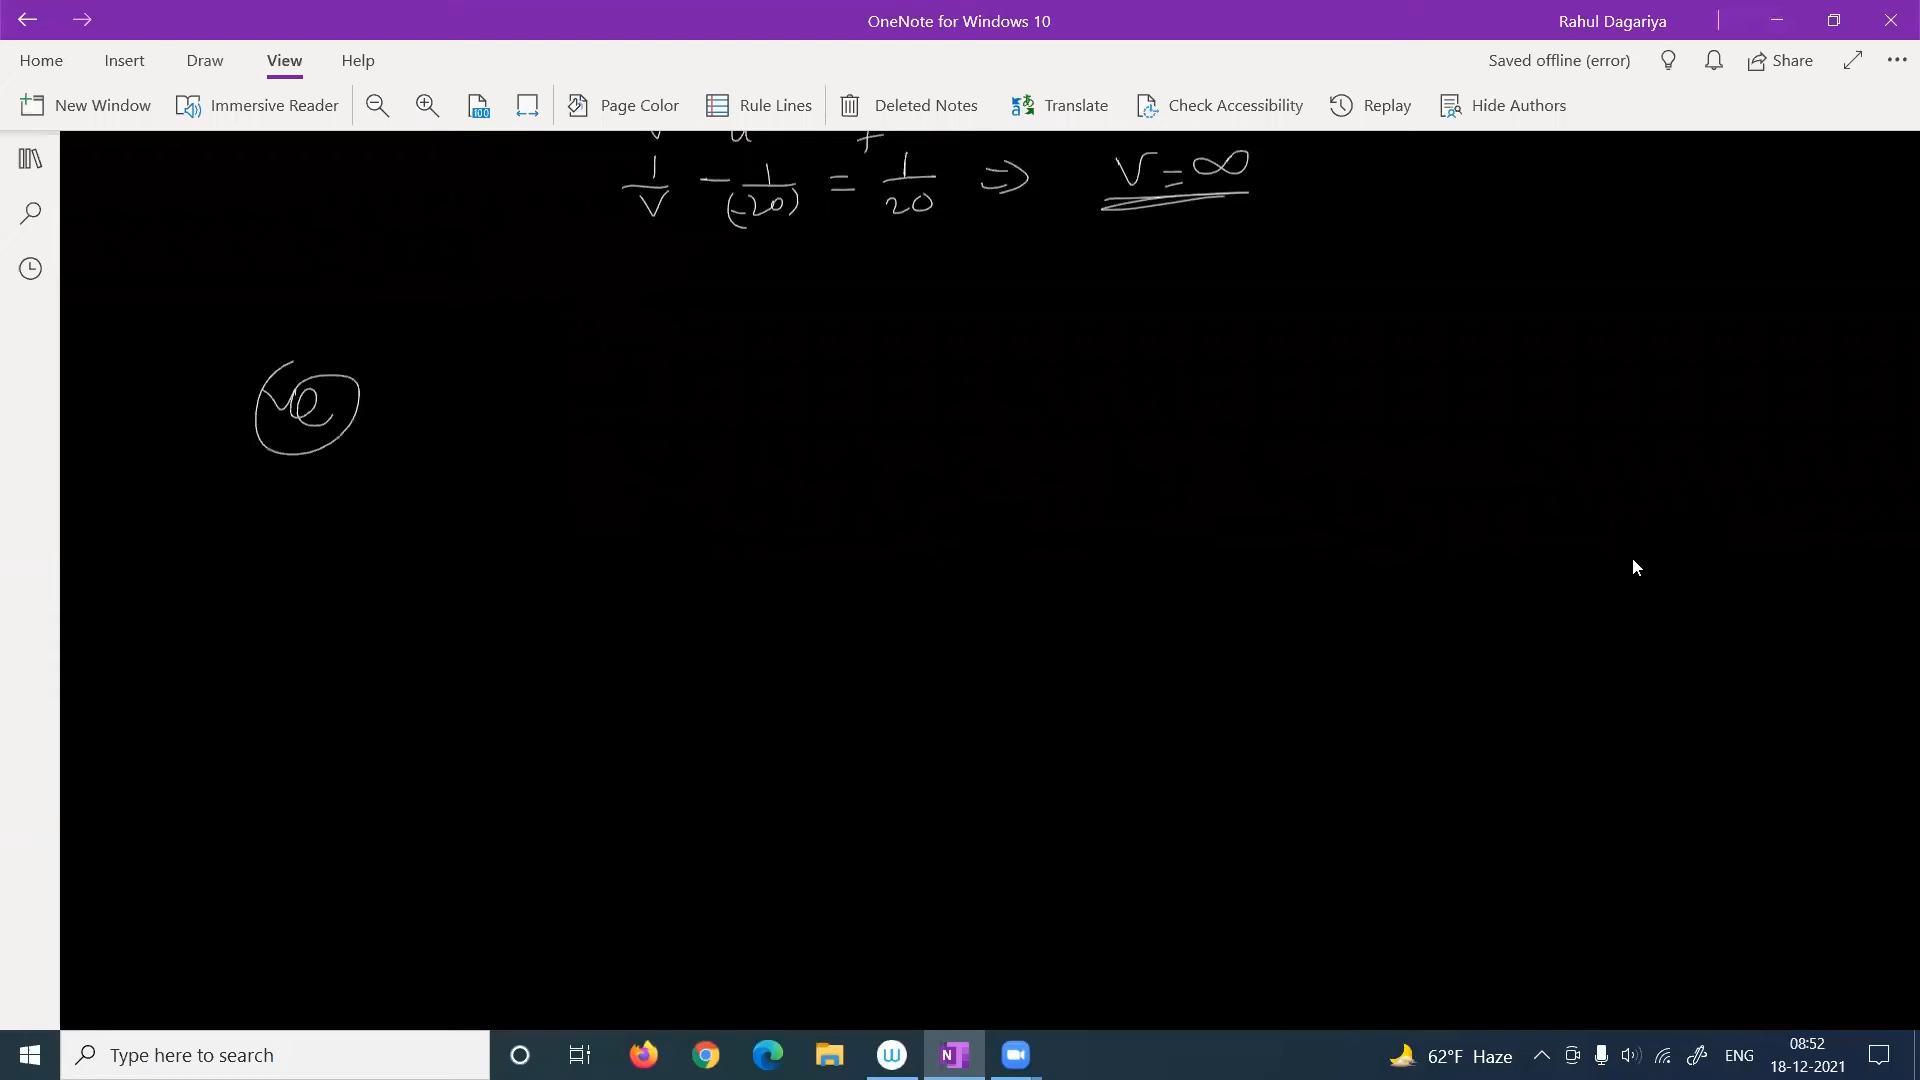 OneNote for Windows 10
Rahul Dagariya
Home Insert Draw View Help
Saved offline (error) Share
New Window Immersive Reader 100 Page Color Rule Lines Deleted Notes Translate Check Accessibility Replay Hide Authors
1/v - 1/(-20) = 1/20 ⇒ v = ∞
Type here to search
62°F Haze
ENG
08:52
18-12-2021